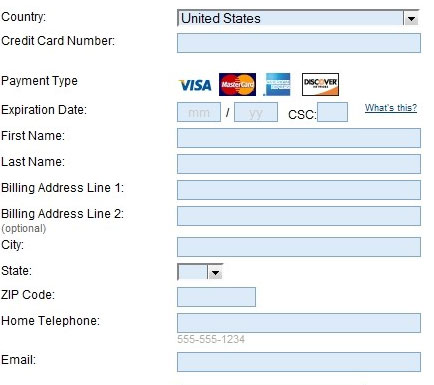 Country: United States
Credit Card Number:
Payment Type VISA MasterCard AMERICAN EXPRESS DISCOVER
Expiration Date: mm / yy CSC: What's this?
First Name:
Last Name:
Billing Address Line 1:
Billing Address Line 2:
(optional)
City:
State:
ZIP Code:
Home Telephone:
555-555-1234
Email: